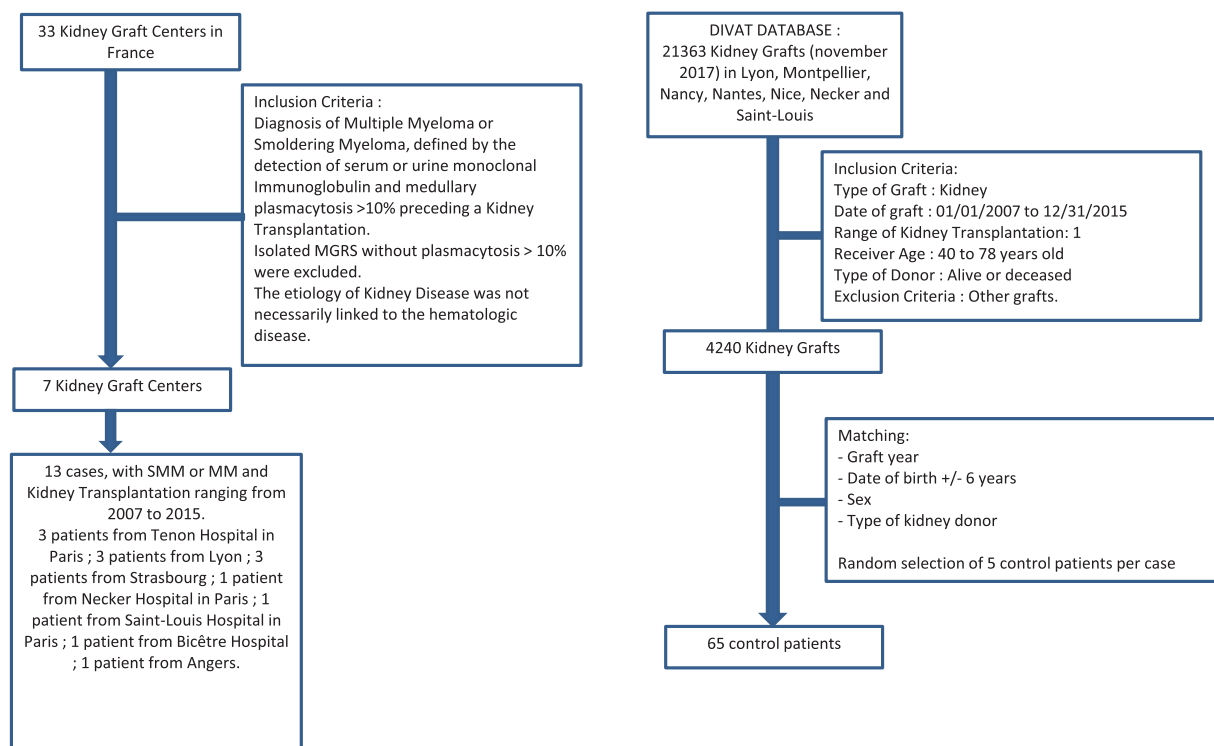 33 Kidney Graft Centers in
France
Inclusion Criteria :
Diagnosis of Multiple Myeloma or
Smoldering Myeloma, defined by the
detection of serum or urine monoclonal
Immunoglobulin and medullary
plasmacytosis >10% preceding a Kidney
Transplantation.
Isolated MGRS without plasmacytosis > 10%
were excluded.
The etiology of Kidney Disease was not
necessarily linked to the hematologic
disease.
7 Kidney Graft Centers
13 cases, with SMM or MM and
Kidney Transplantation ranging from
2007 to 2015.
3 patients from Tenon Hospital in
Paris ; 3 patients from Lyon ; 3
patients from Strasbourg ; 1 patient
from Necker Hospital in Paris ; 1
patient from Saint-Louis Hospital in
Paris ; 1 patient from Bicêtre Hospital
; 1 patient from Angers.
DIVAT DATABASE :
21363 Kidney Grafts (november
2017) in Lyon, Montpellier,
Nancy, Nantes, Nice, Necker and
Saint-Louis
Inclusion Criteria:
Type of Graft : Kidney
Date of graft : 01/01/2007 to 12/31/2015
Range of Kidney Transplantation: 1
Receiver Age : 40 to 78 years old
Type of Donor : Alive or deceased
Exclusion Criteria : Other grafts.
4240 Kidney Grafts
Matching:
- Graft year
- Date of birth +/- 6 years
- Sex
- Type of kidney donor
Random selection of 5 control patients per case
65 control patients